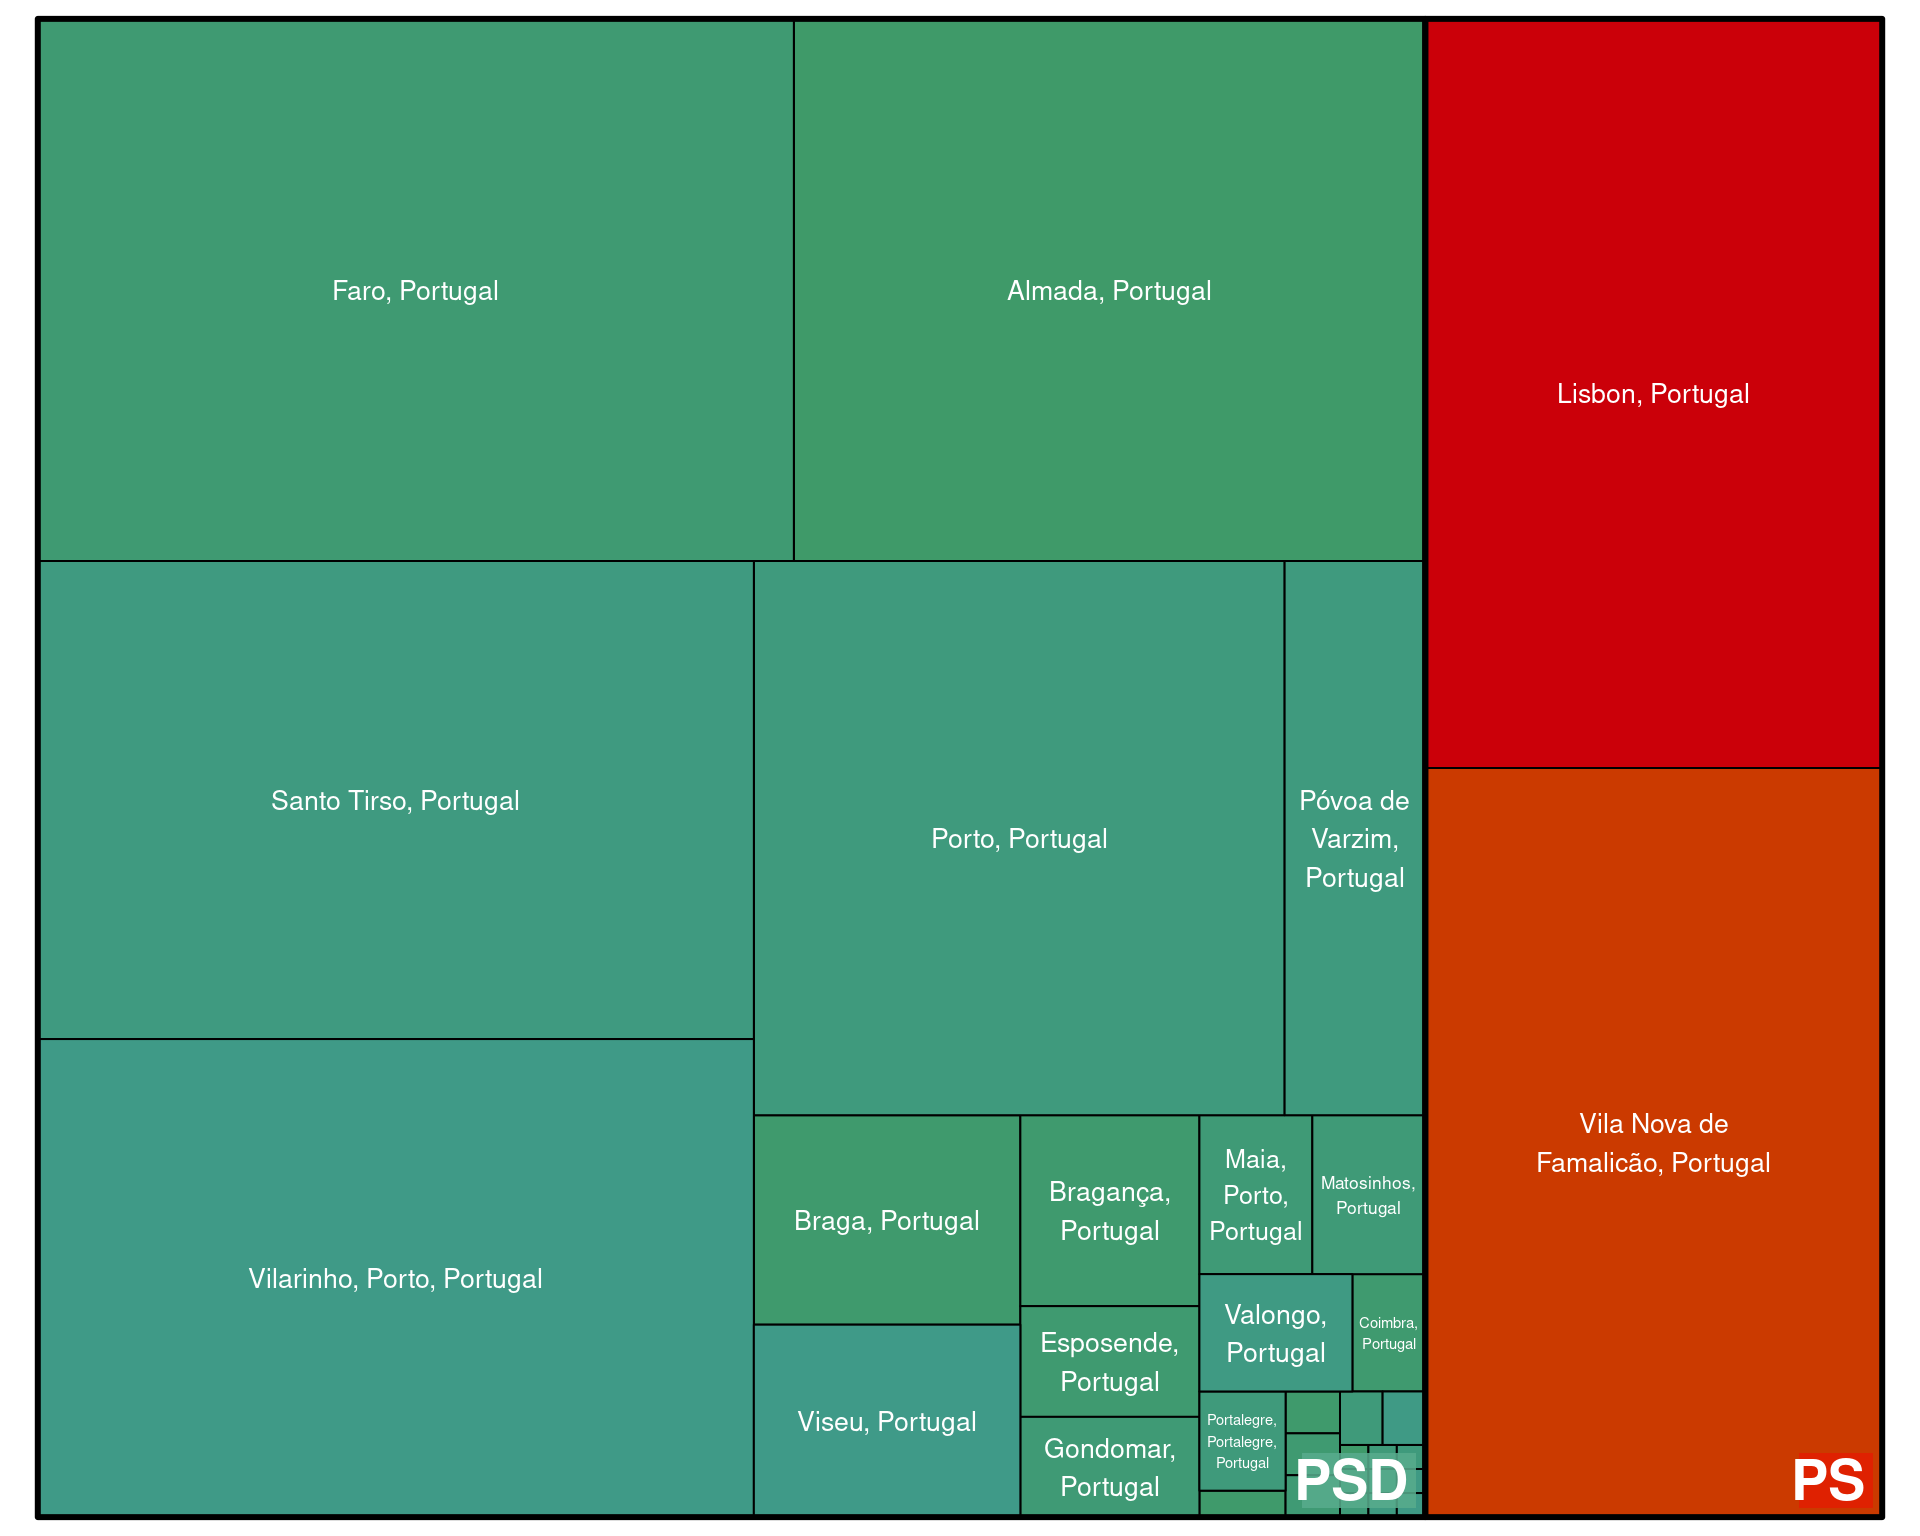 Faro, Portugal
Almada, Portugal
Lisbon, Portugal
Santo Tirso, Portugal
Porto, Portugal
Póvoa de
Varzim,
Portugal
Vilarinho, Porto, Portugal
Braga, Portugal
Bragança,
Portugal
Maia,
Porto,
Portugal
Matosinhos,
Portugal
Vila Nova de
Famalicão, Portugal
Valongo,
Portugal
Coimbra,
Portugal
Esposende,
Portugal
Viseu, Portugal
Gondomar,
Portugal
Portalegre,
Portalegre,
Portugal
PSD
PS